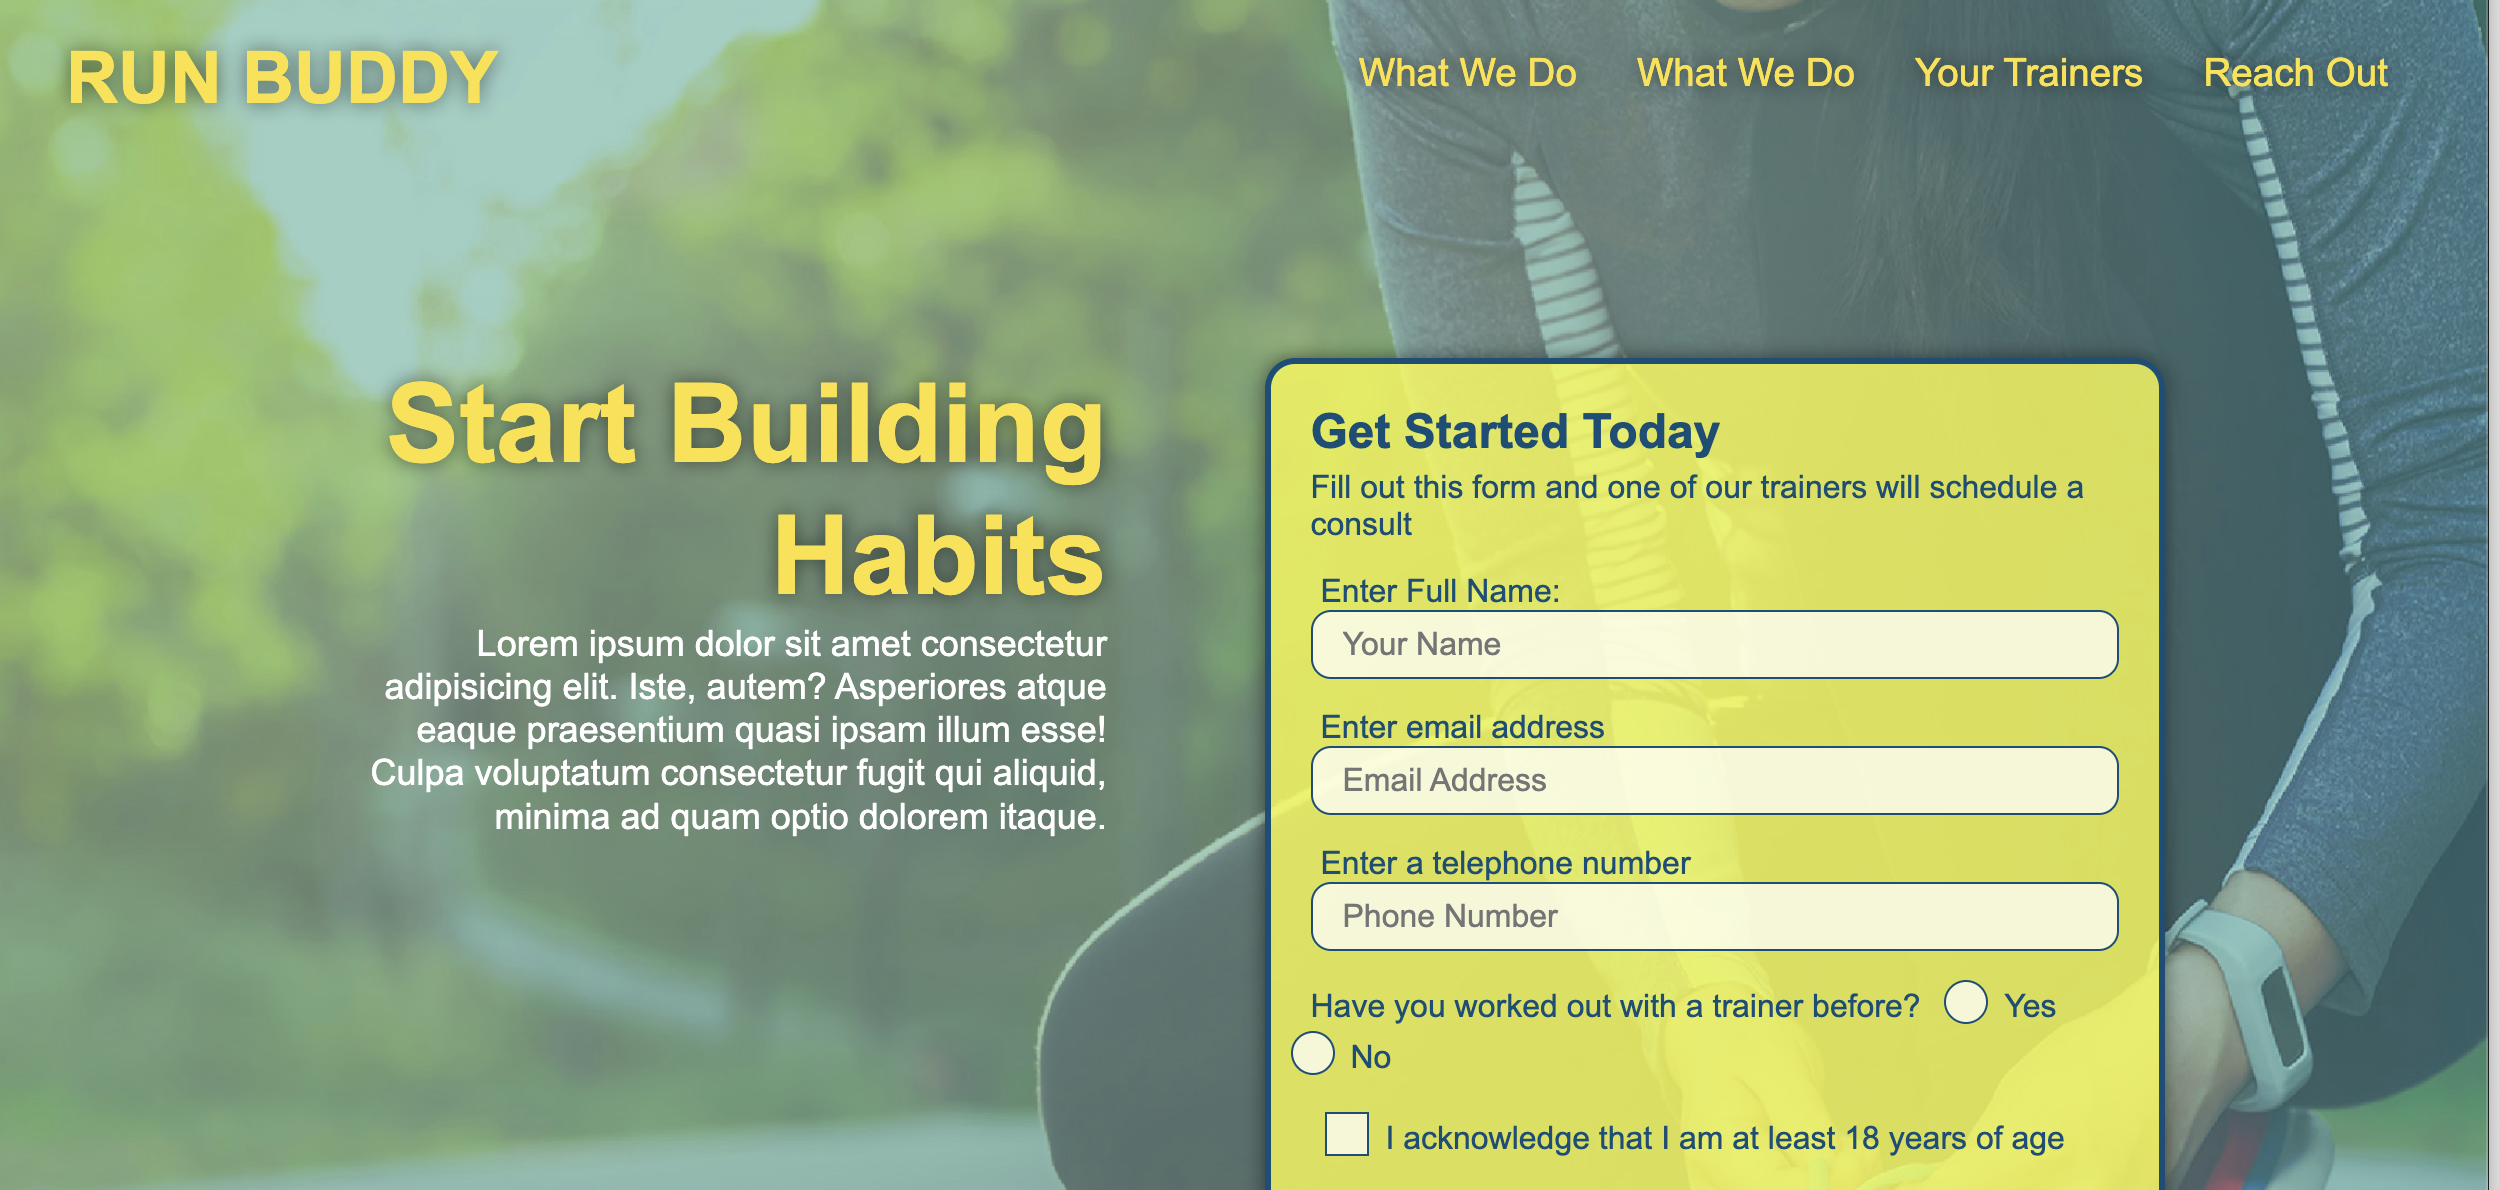 RUN BUDDY
What We Do What We Do Your Trainers Reach Out
Start Building
Habits
Lorem ipsum dolor sit amet consectetur
adipisicing elit. Iste, autem? Asperiores atque
eaque praesentium quasi ipsam illum esse!
Culpa voluptatum consectetur fugit qui aliquid,
minima ad quam optio dolorem itaque.
Get Started Today
Fill out this form and one of our trainers will schedule a
consult
Enter Full Name:
Your Name
Enter email address
Email Address
Enter a telephone number
Phone Number
Have you worked out with a trainer before? Yes
No
I acknowledge that I am at least 18 years of age